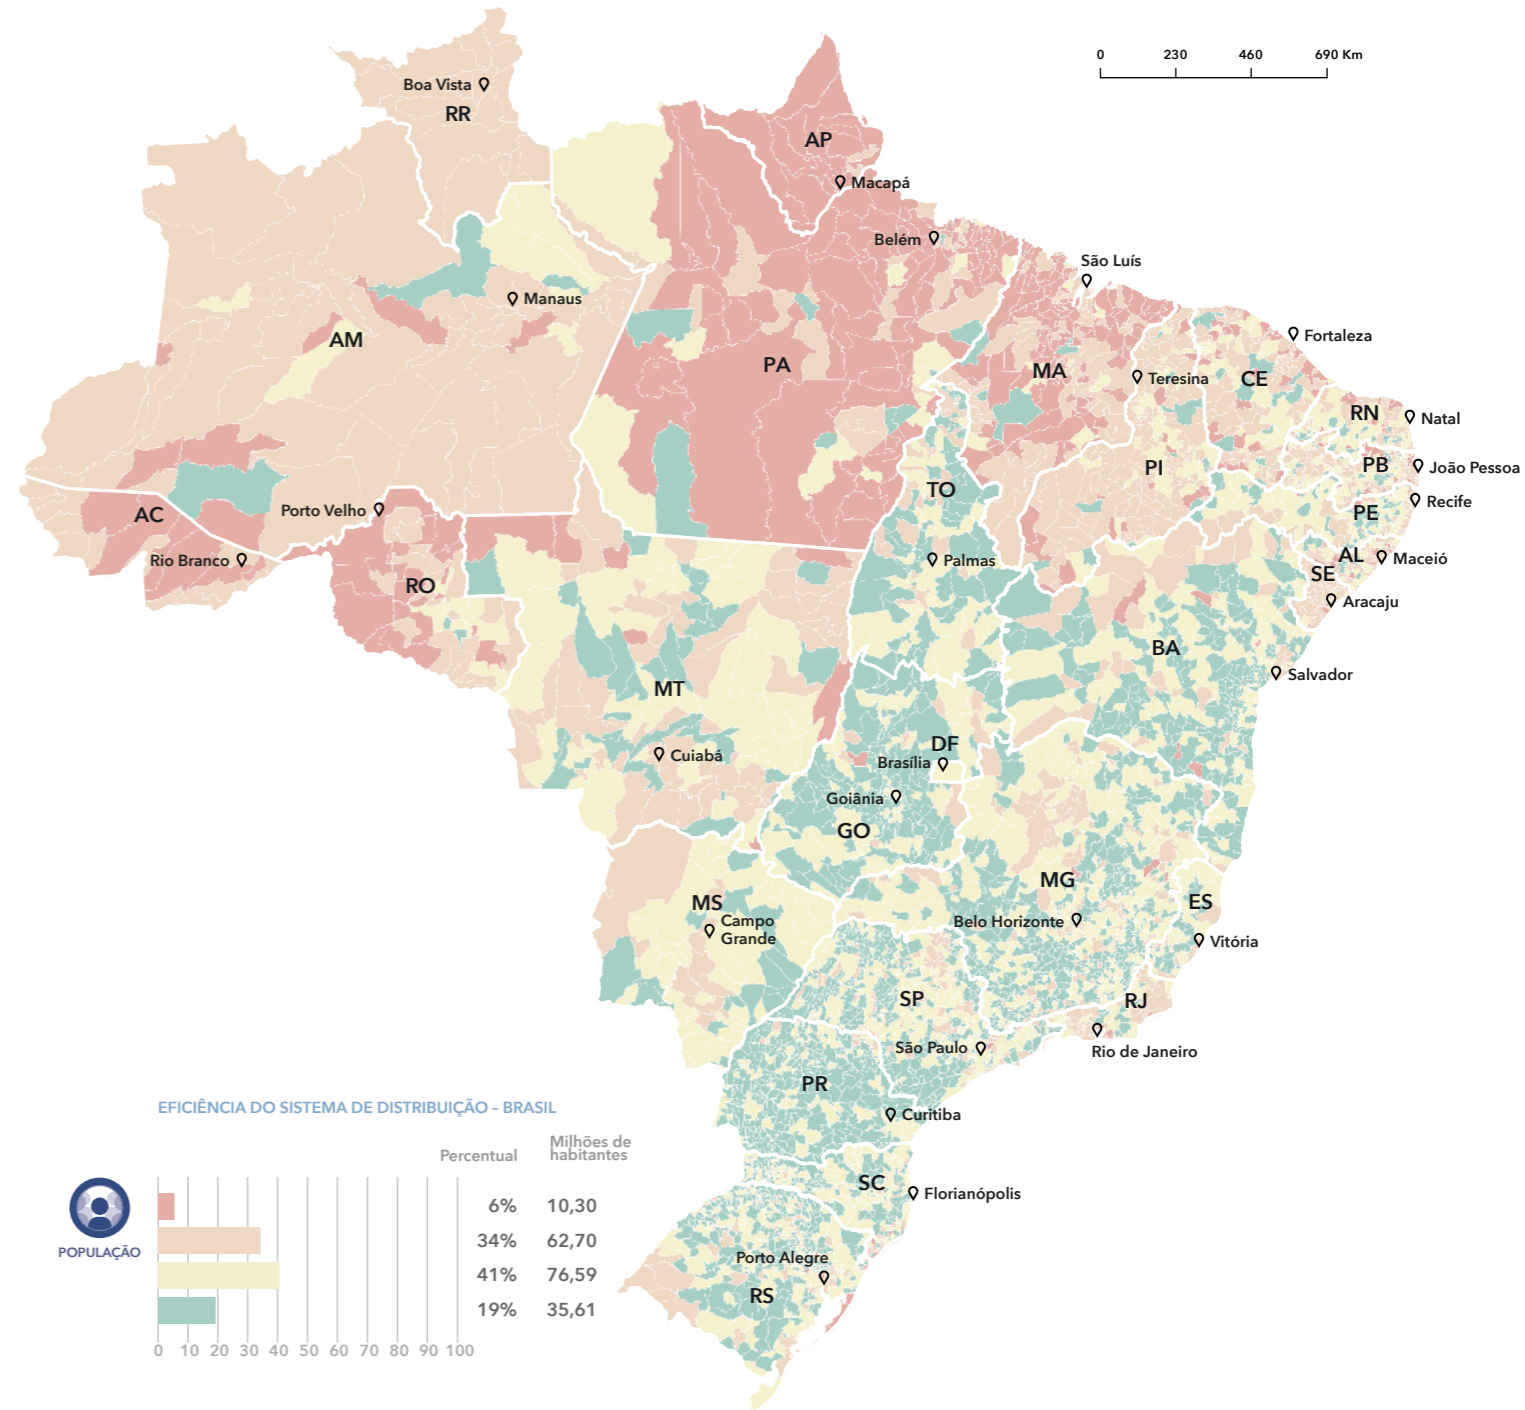 0 230 460 690 Km
Boa Vista
RR
AP
Macapá
Belém
São Luís
Manaus
Fortaleza
AM
PA
MA
Teresina
CE
RN
Natal
PI
PB
João Pessoa
TO
Recife
AC
Porto Velho
PE
Rio Branco
Palmas
AL
Maceió
RO
SE
Aracaju
BA
Salvador
MT
DF
Cuiabá
Brasília
Goiânia
GO
MG
MS
ES
Campo
Grande
Belo Horizonte
Vitória
SP
RJ
São Paulo
Rio de Janeiro
PR
Curitiba
SC
Florianópolis
Porto Alegre
RS
EFICIÊNCIA DO SISTEMA DE DISTRIBUIÇÃO – BRASIL
Percentual
Milhões de
habitantes
6% 10,30
34% 62,70
POPULAÇÃO
41% 76,59
19% 35,61
0 10 20 30 40 50 60 70 80 90 100